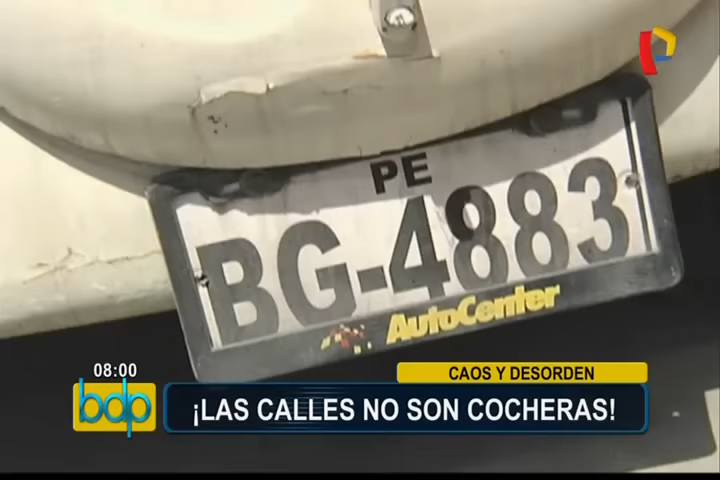 PE
BG-4883
AutoCenter
CAOS Y DESORDEN
08:00
bdp
¡LAS CALLES NO SON COCHERAS!